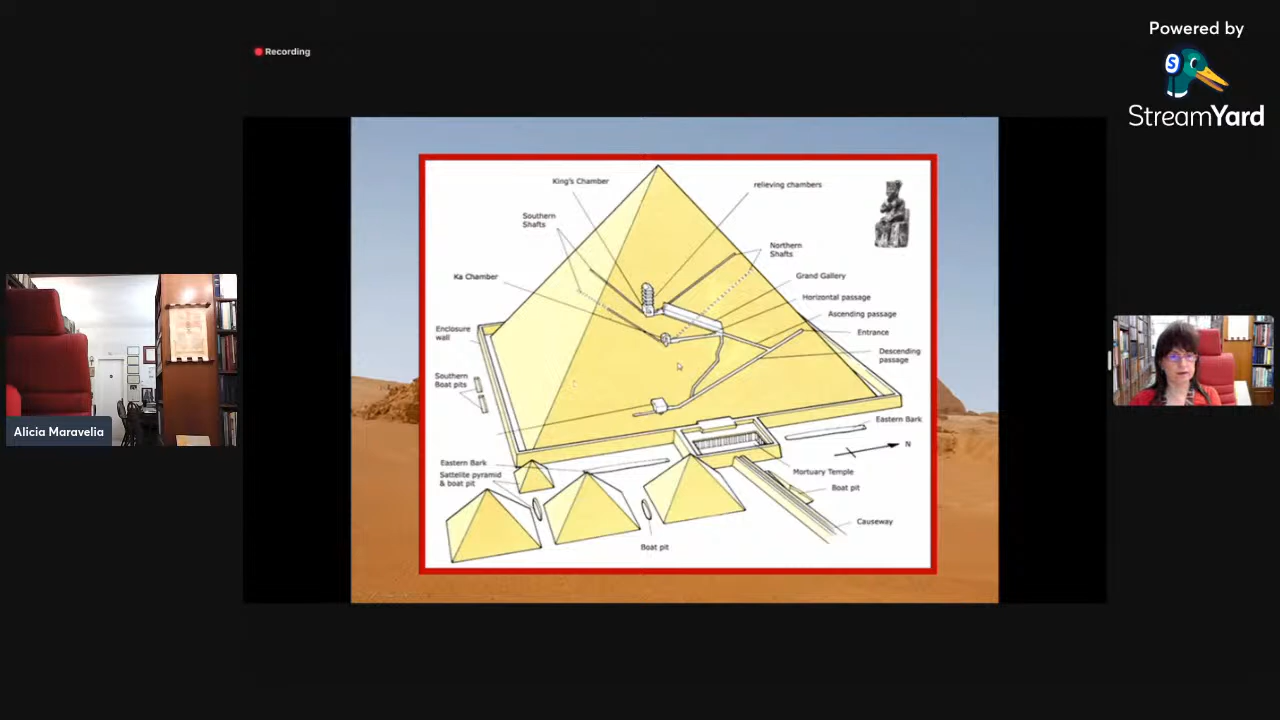 Recording
Powered by
S
StreamYard
King's Chamber
relieving chambers
Southern
Shafts
Northern
Shafts
Ka Chamber
Grand Gallery
Horizontal passage
Ascending passage
Entrance
Enclosure
wall
Descending
passage
Southern
Boat pits
Eastern Bark
N
Eastern Bark
Sattelite pyramid
& boat pit
Mortuary Temple
Boat pit
Causeway
Boat pit
Alicia Maravelia